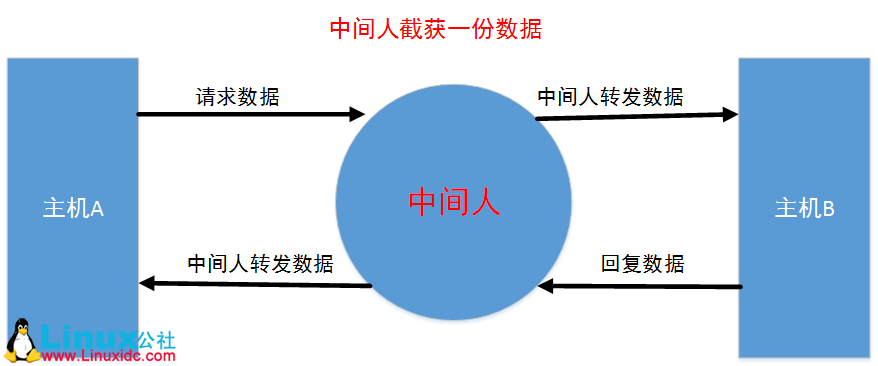 中间人截获一份数据
请求数据
中间人转发数据
主机A
中间人
主机B
中间人转发数据
回复数据
Linux公社
www.Linuxidc.com